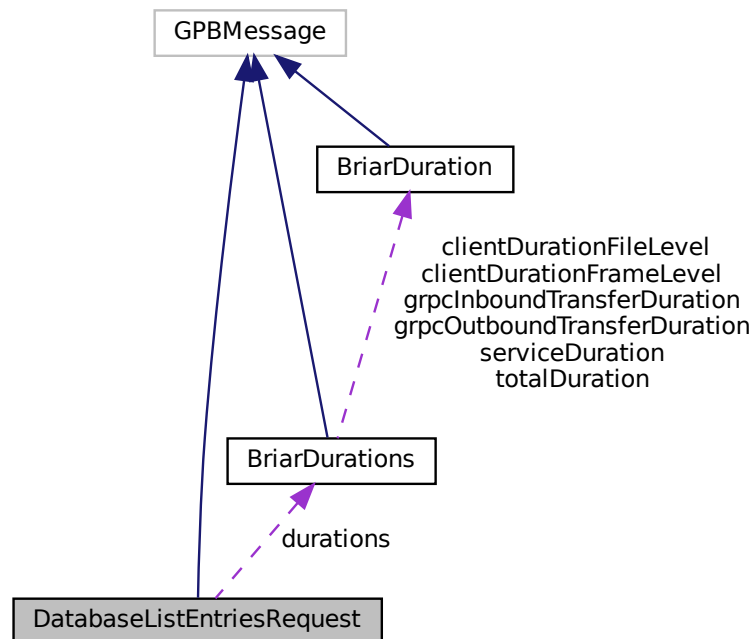 GPBMessage
BriarDuration
clientDurationFileLevel
clientDurationFrameLevel
grpcInboundTransferDuration
grpcOutboundTransferDuration
serviceDuration
totalDuration
BriarDurations
durations
DatabaseListEntriesRequest